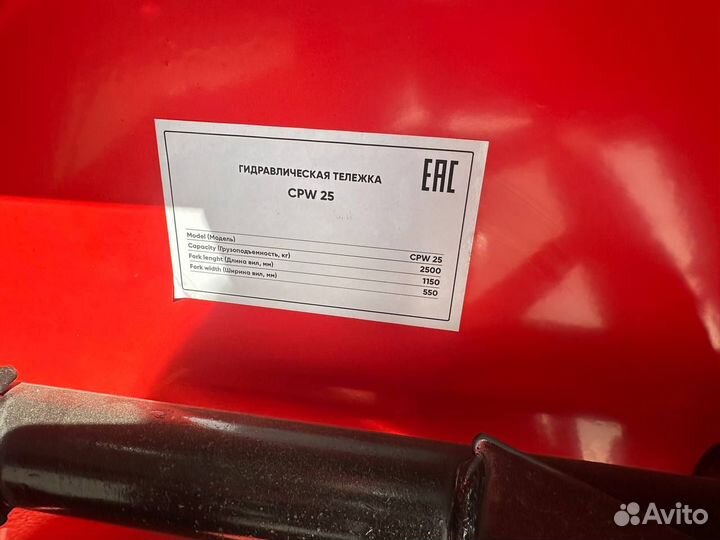 ГИДРАВЛИЧЕСКАЯ ТЕЛЕЖКА
CPW 25
EAC
Model (Модель) CPW 25
Capacity (Грузоподъемность, кг) 2500
Fork lenght (Длина вил, мм) 1150
Fork width (Ширина вил, мм) 550
Avito